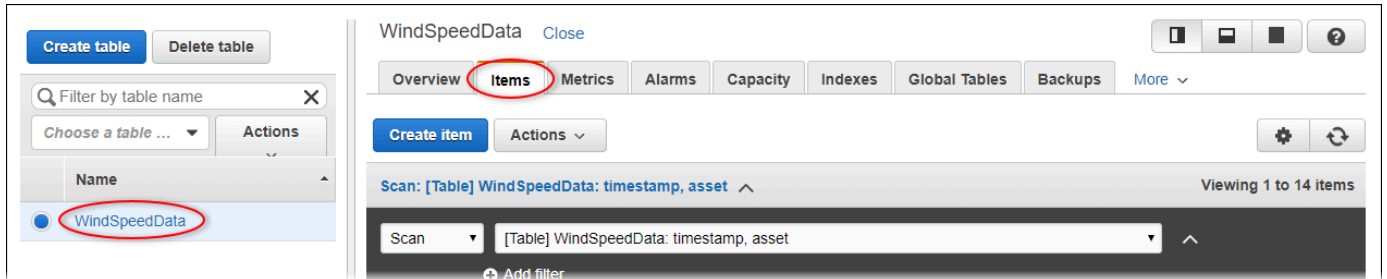 Create table Delete table
Filter by table name
Choose a table ... Actions
Name
WindSpeedData
WindSpeedData Close
Overview Items Metrics Alarms Capacity Indexes Global Tables Backups More
Create item Actions
Scan: [Table] WindSpeedData: timestamp, asset Viewing 1 to 14 items
Scan [Table] WindSpeedData: timestamp, asset
Add filter